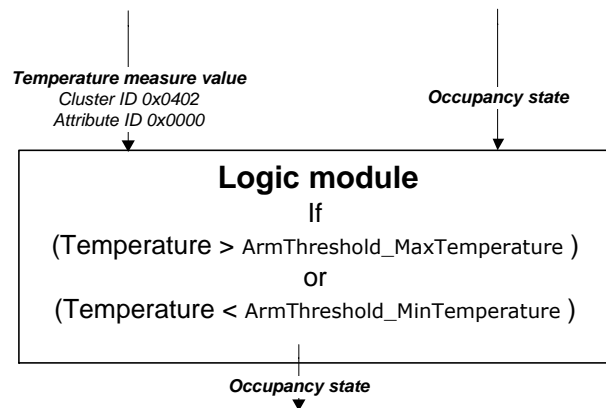 Temperature measure value
Cluster ID 0x0402
Attribute ID 0x0000
Occupancy state
Logic module
If
(Temperature > ArmThreshold_MaxTemperature )
or
(Temperature < ArmThreshold_MinTemperature )
Occupancy state